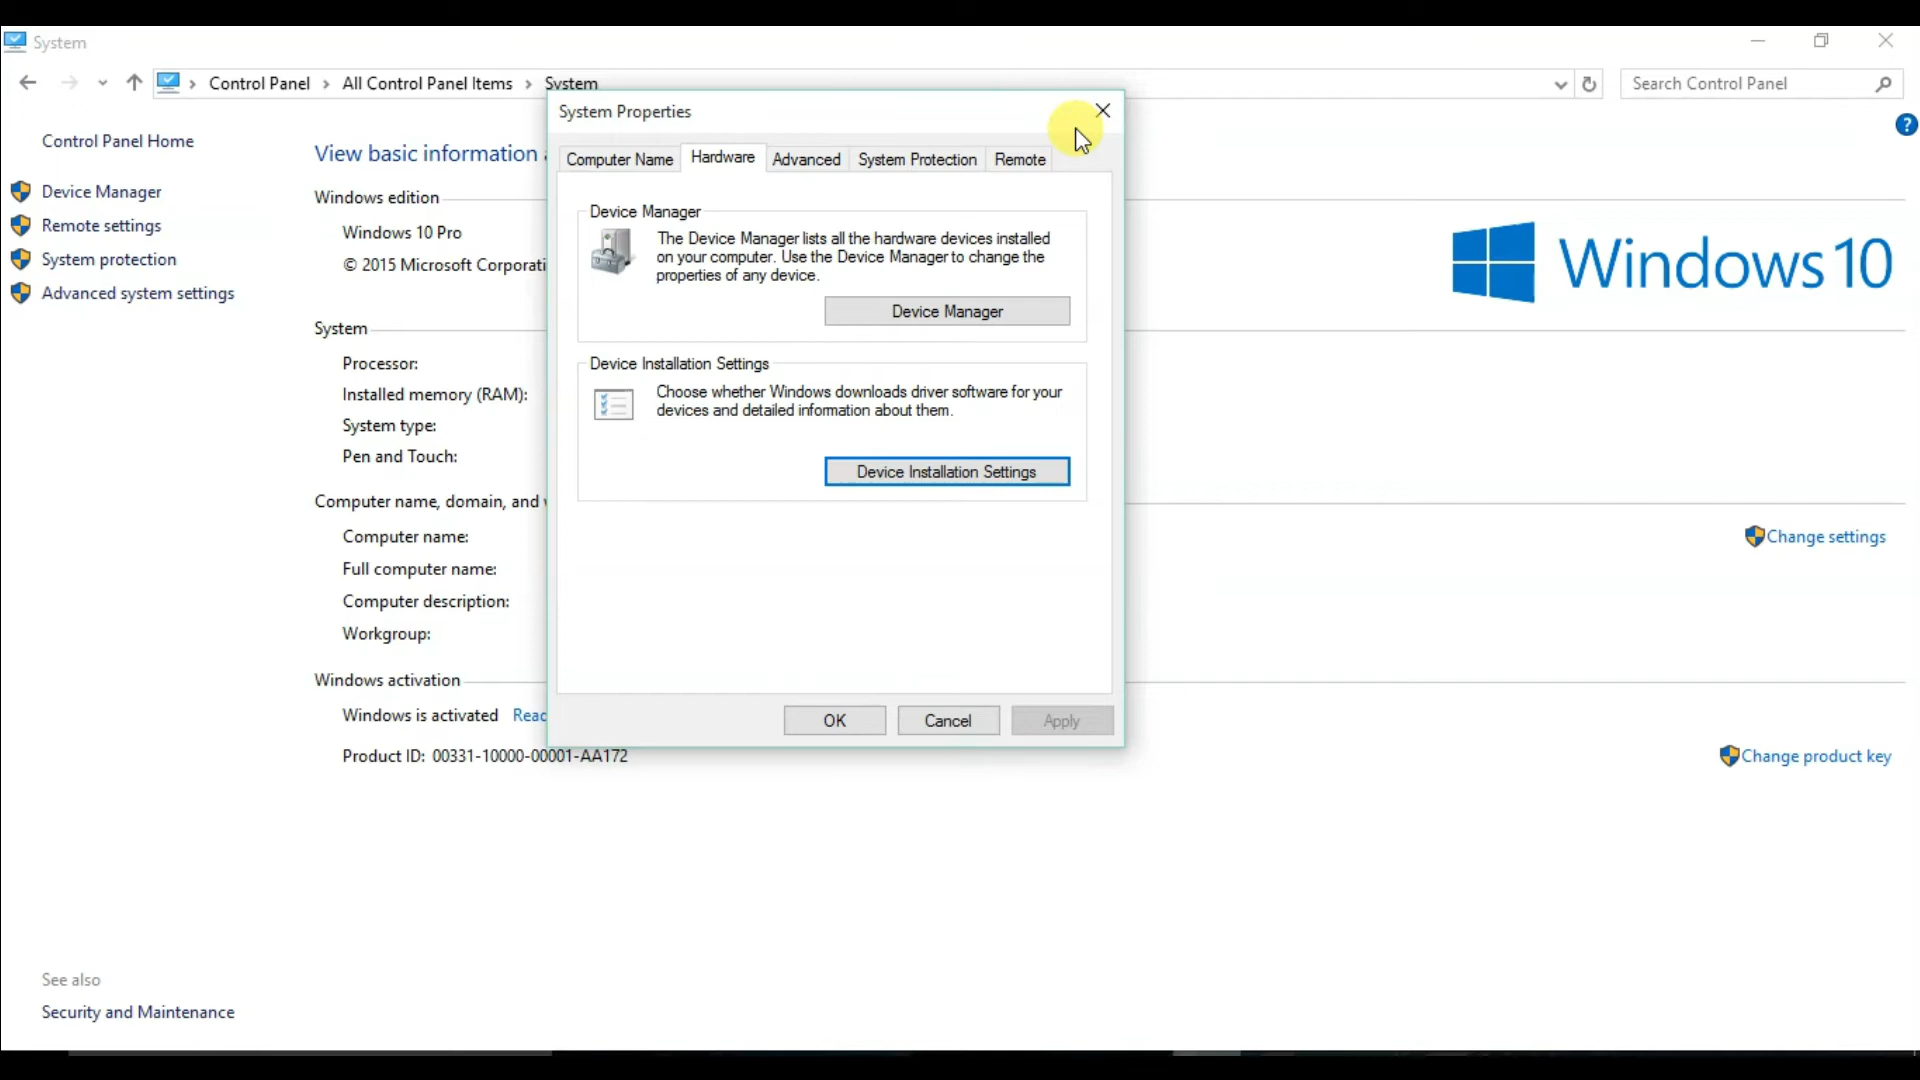 System
Control Panel > All Control Panel Items > System
Search Control Panel
System Properties
Computer Name Hardware Advanced System Protection Remote
Device Manager
The Device Manager lists all the hardware devices installed
on your computer. Use the Device Manager to change the
properties of any device.
Device Manager
Device Installation Settings
Choose whether Windows downloads driver software for your
devices and detailed information about them.
Device Installation Settings
OK Cancel Apply
Control Panel Home
Device Manager
Remote settings
System protection
Advanced system settings
View basic information
Windows edition
Windows 10 Pro
© 2015 Microsoft Corporati
Windows 10
System
Processor:
Installed memory (RAM):
System type:
Pen and Touch:
Computer name, domain, and
Computer name:
Change settings
Full computer name:
Computer description:
Workgroup:
Windows activation
Windows is activated Read
Product ID: 00331-10000-00001-AA172
Change product key
See also
Security and Maintenance